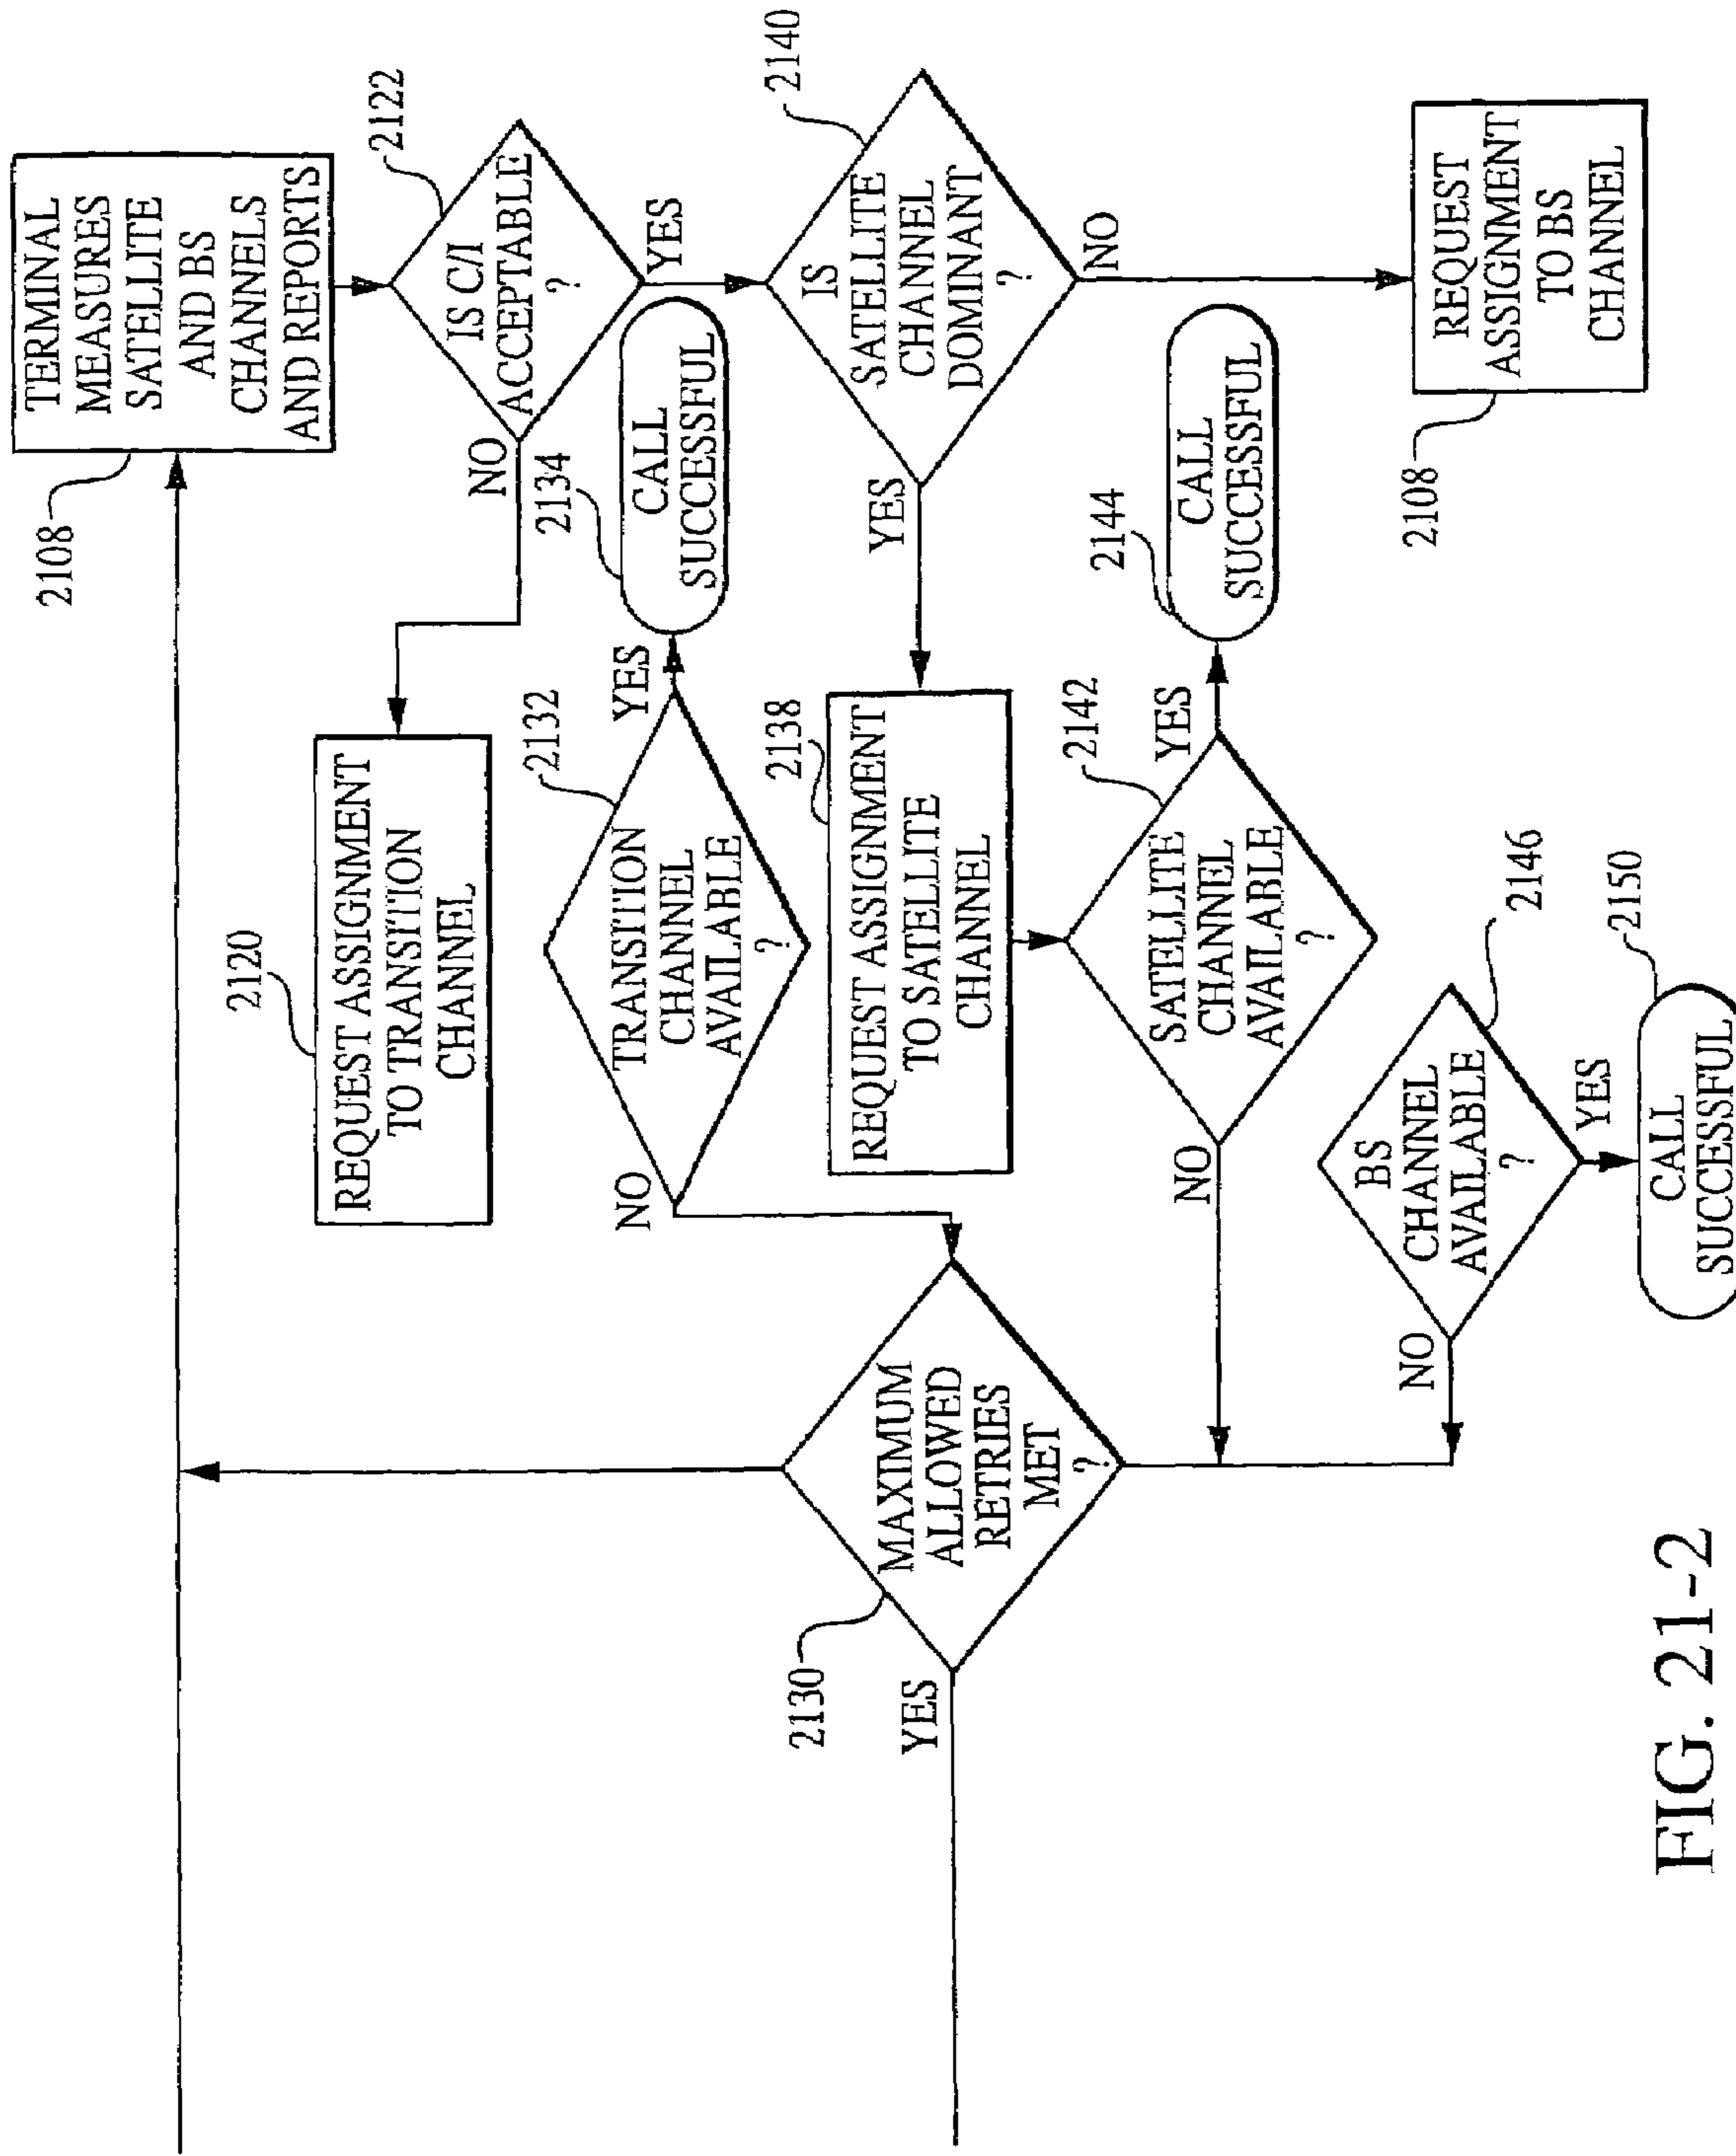 2108
TERMINAL
MEASURES
SATELLITE
AND BS
CHANNELS
AND REPORTS
2122
IS C/I
ACCEPTABLE
?
NO
YES
2120
REQUEST ASSIGNMENT
TO TRANSITION
CHANNEL
2132
TRANSITION
CHANNEL
AVAILABLE
?
NO
YES
2134
CALL
SUCCESSFUL
2140
IS
SATELLITE
CHANNEL
DOMINANT
?
YES
NO
2138
REQUEST ASSIGNMENT
TO SATELLITE
CHANNEL
2130
MAXIMUM
ALLOWED
RETRIES
MET
?
YES
2142
SATELLITE
CHANNEL
AVAILABLE
?
NO
YES
2144
CALL
SUCCESSFUL
2108
REQUEST
ASSIGNMENT
TO BS
CHANNEL
2146
BS
CHANNEL
AVAILABLE
?
NO
YES
2150
CALL
SUCCESSFUL
FIG. 21-2